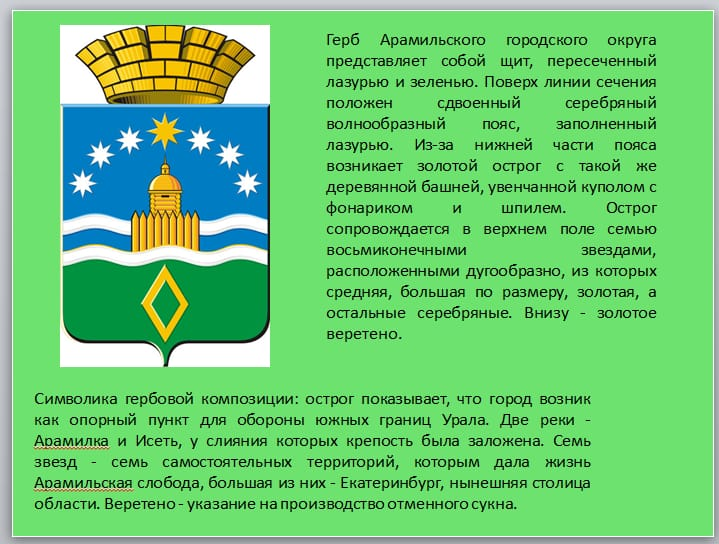 Герб Арамильского городского округа
представляет собой щит, пересеченный
лазурью и зеленью. Поверх линии сечения
положен сдвоенный серебряный
волнообразный пояс, заполненный
лазурью. Из-за нижней части пояса
возникает золотой острог с такой же
деревянной башней, увенчанной куполом с
фонариком и шпилем. Острог
сопровождается в верхнем поле семью
восьмиконечными звездами,
расположенными дугообразно, из которых
средняя, большая по размеру, золотая, а
остальные серебряные. Внизу - золотое
веретено.
Символика гербовой композиции: острог показывает, что город возник
как опорный пункт для обороны южных границ Урала. Две реки -
Арамилка и Исеть, у слияния которых крепость была заложена. Семь
звезд - семь самостоятельных территорий, которым дала жизнь
Арамильская слобода, большая из них - Екатеринбург, нынешняя столица
области. Веретено - указание на производство отменного сукна.